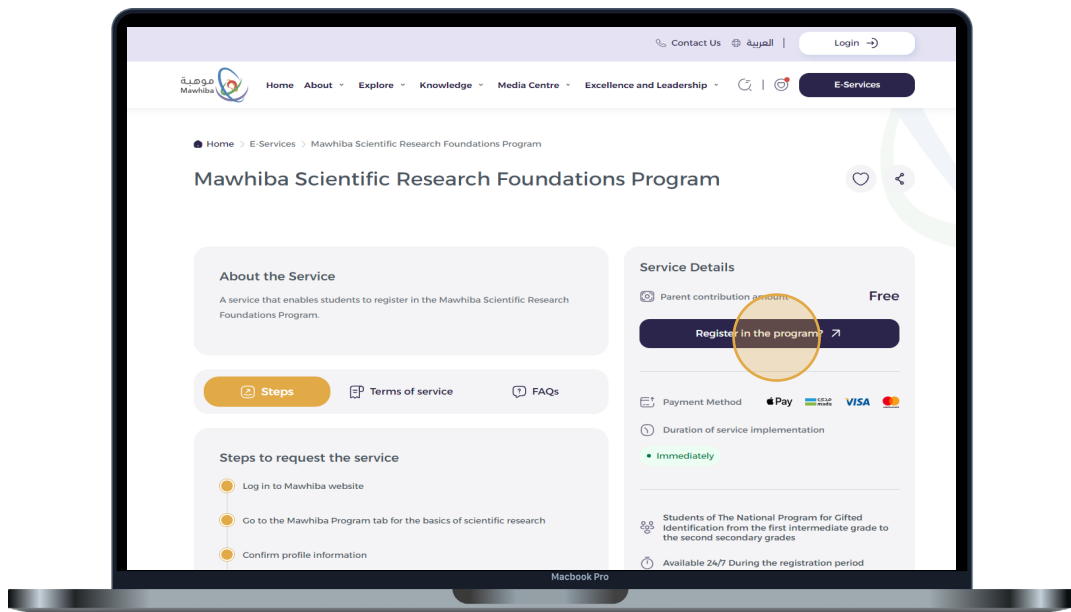 Contact Us
العربية
Login
موهبة
Mawhiba
Home
About
Explore
Knowledge
Media Centre
Excellence and Leadership
E-Services
Home
E-Services
Mawhiba Scientific Research Foundations Program
Mawhiba Scientific Research Foundations Program
About the Service
A service that enables students to register in the Mawhiba Scientific Research
Foundations Program.
Service Details
Parent contribution amount
Free
Register in the program?
Steps
Terms of service
FAQs
Payment Method
Pay
مدى
mada
VISA
Duration of service implementation
Immediately
Steps to request the service
Log in to Mawhiba website
Go to the Mawhiba Program tab for the basics of scientific research
Confirm profile information
Students of The National Program for Gifted
Identification from the first intermediate grade to
the second secondary grades
Available 24/7 During the registration period
Macbook Pro